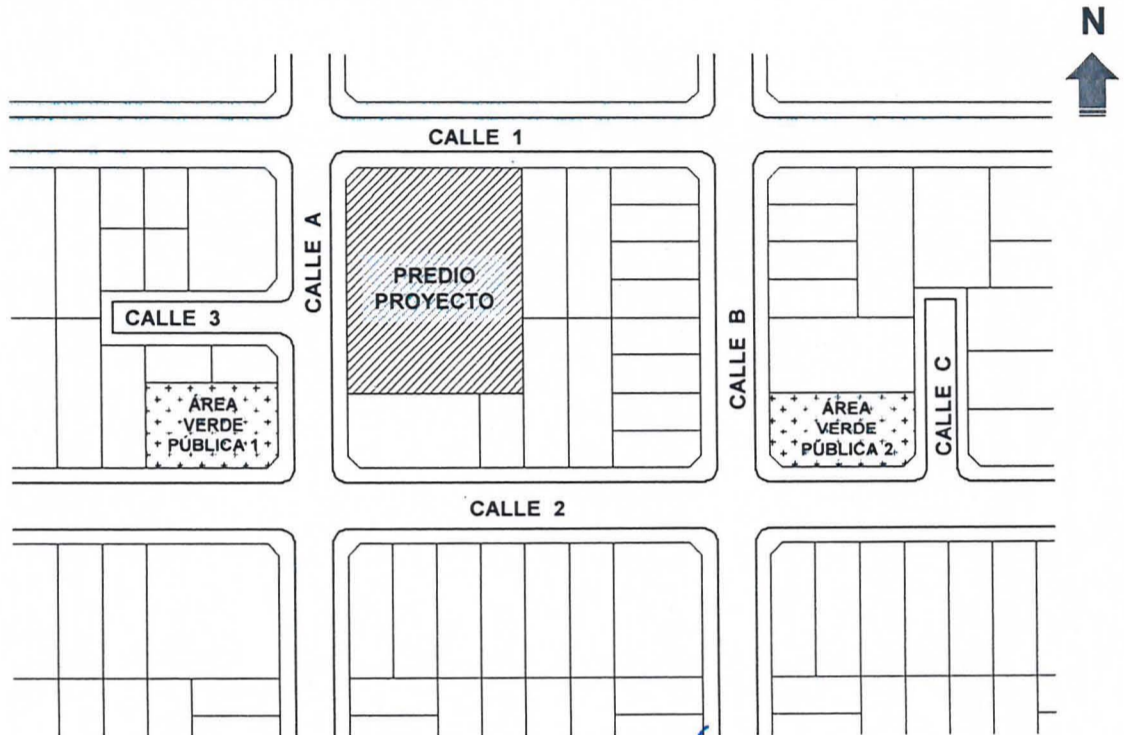 N
CALLE 1
CALLE A
PREDIO
PROYECTO
CALLE 3
CALLE B
ÁREA
VERDE
PÚBLICA 1
ÁREA
VERDE
PÚBLICA 2
CALLE C
CALLE 2